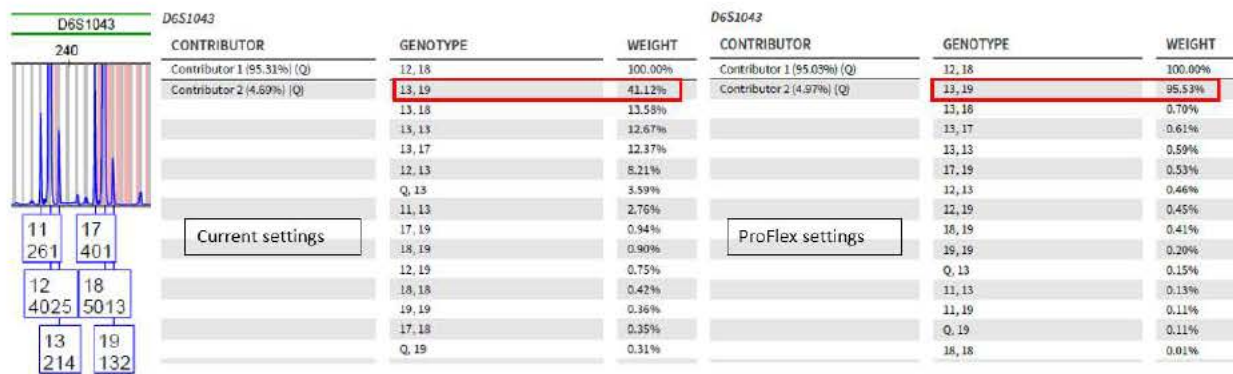 D6S1043
240
11
261
17
401
12
4025
18
5013
13
214
19
132
D6S1043
CONTRIBUTOR GENOTYPE WEIGHT
Contributor 1 (95.31%) (Q) 12, 18 100.00%
Contributor 2 (4.69%) (Q) 13, 19 41.12%
13, 18 13.58%
13, 13 12.67%
13, 17 12.37%
12, 13 8.21%
Q, 13 3.59%
11, 13 2.76%
17, 19 0.94%
18, 19 0.90%
12, 19 0.75%
18, 18 0.42%
19, 19 0.36%
17, 18 0.35%
Q, 19 0.31%
Current settings
D6S1043
CONTRIBUTOR GENOTYPE WEIGHT
Contributor 1 (95.03%) (Q) 12, 18 100.00%
Contributor 2 (4.97%) (Q) 13, 19 95.53%
13, 18 0.70%
13, 17 0.61%
13, 13 0.59%
17, 19 0.53%
12, 13 0.46%
12, 19 0.45%
18, 19 0.41%
19, 19 0.20%
Q, 13 0.15%
11, 13 0.13%
11, 19 0.11%
Q, 19 0.11%
18, 18 0.01%
ProFlex settings